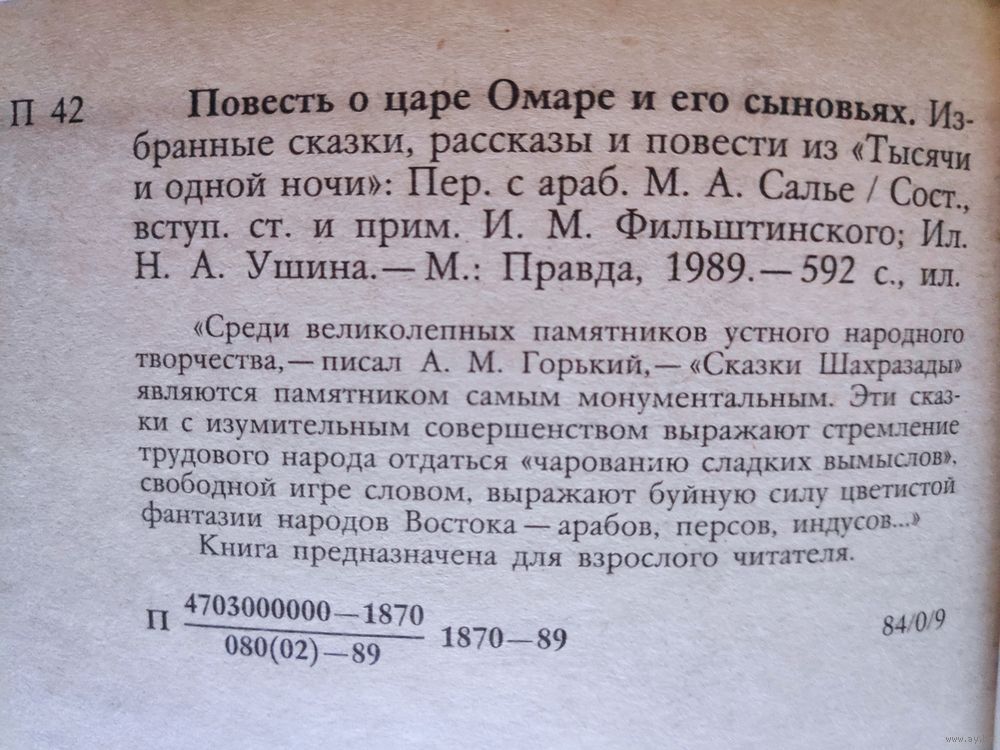 П 42 Повесть о царе Омаре и его сыновьях. Из-
бранные сказки, рассказы и повести из «Тысячи
и одной ночи»: Пер. с араб. М. А. Салье / Сост.,
вступ. ст. и прим. И. М. Фильштинского; Ил.
Н. А. Ушина.— М.: Правда, 1989.— 592 с., ил.
«Среди великолепных памятников устного народного
творчества,— писал А. М. Горький,— «Сказки Шахразады»
являются памятником самым монументальным. Эти сказ-
ки с изумительным совершенством выражают стремление
трудового народа отдаться «чарованию сладких вымыслов»,
свободной игре словом, выражают буйную силу цветистой
фантазии народов Востока — арабов, персов, индусов...»
Книга предназначена для взрослого читателя.
П 4703000000—1870
080(02)—89
1870—89
84/0/9